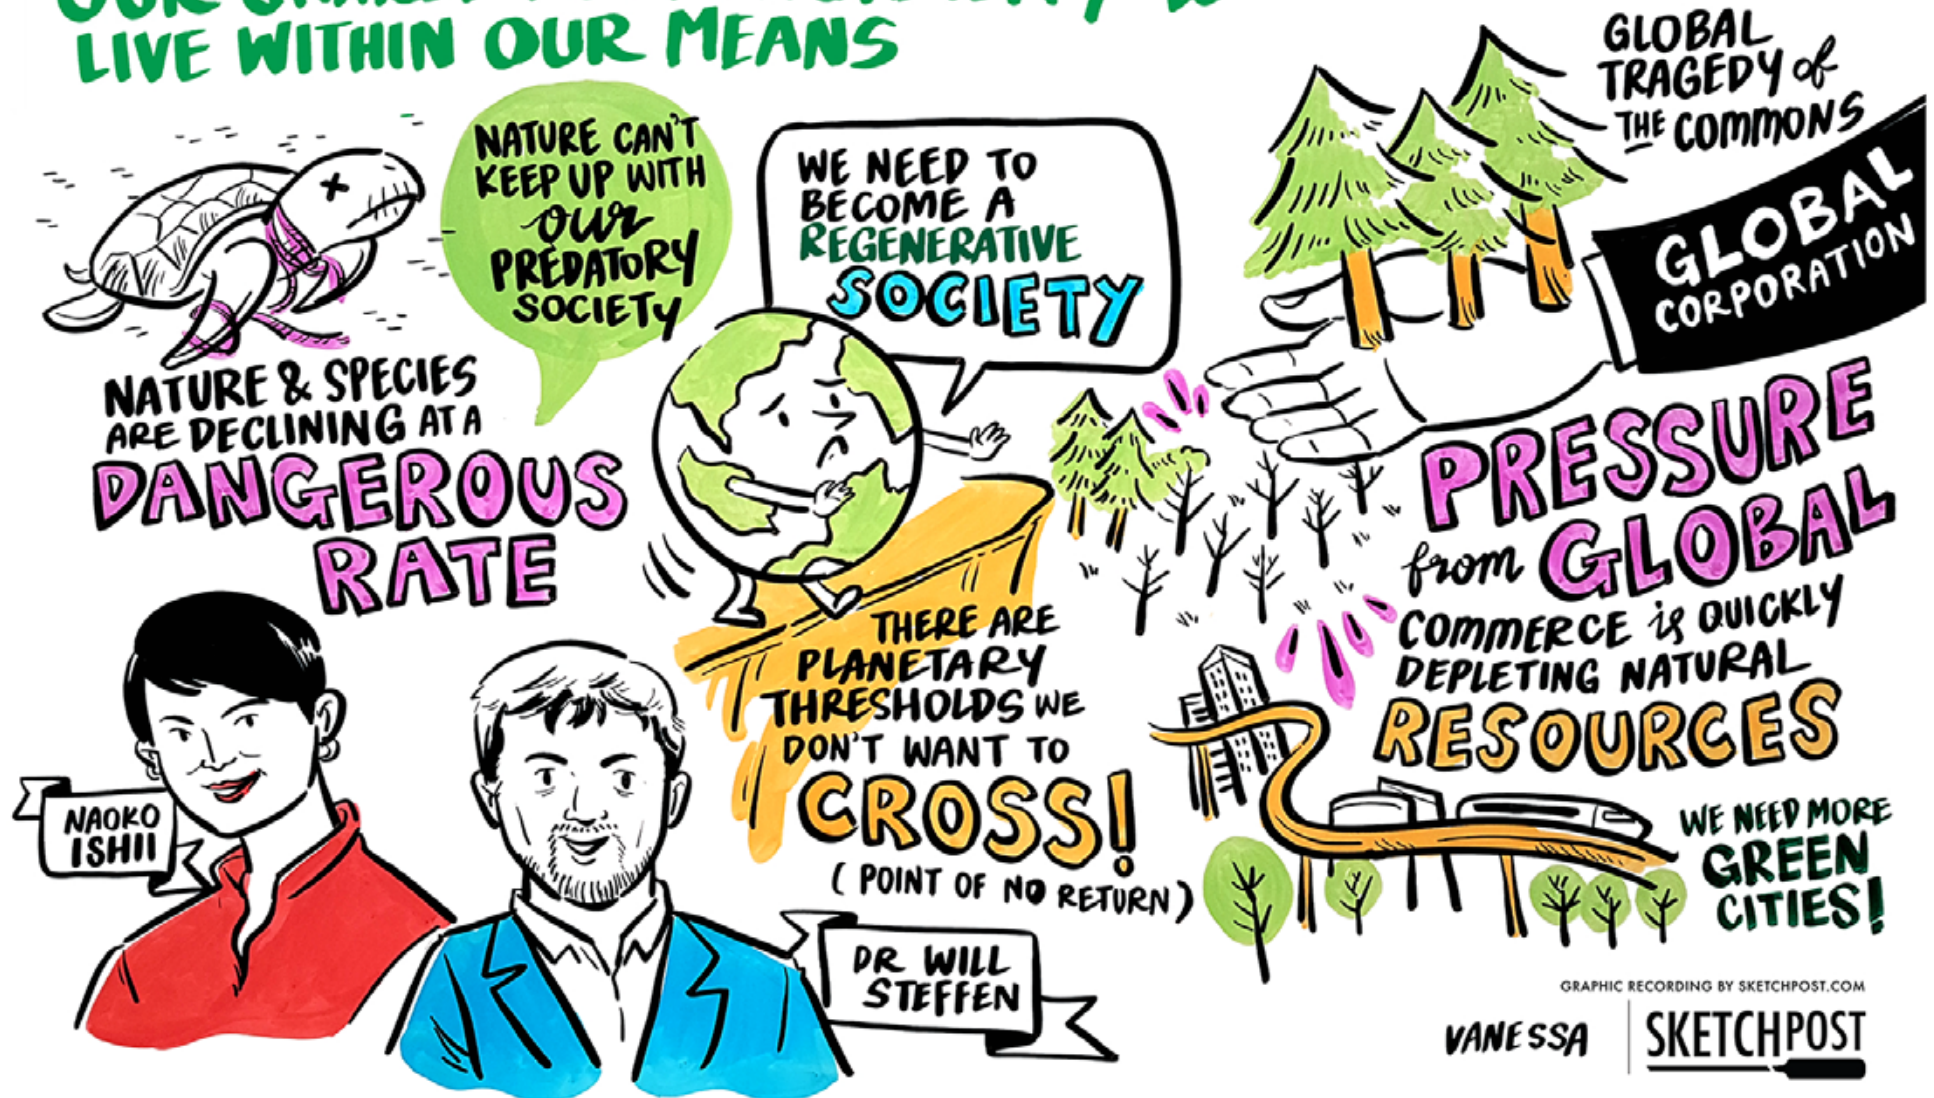 LIVE WITHIN OUR MEANS
NATURE CAN'T
KEEP UP WITH
our
PREDATORY
SOCIETY
WE NEED TO
BECOME A
REGENERATIVE
SOCIETY
GLOBAL
TRAGEDY of
THE COMMONS
GLOBAL
CORPORATION
NATURE & SPECIES
ARE DECLINING AT A
DANGEROUS
RATE
PRESSURE
from GLOBAL
COMMERCE is QUICKLY
DEPLETING NATURAL
RESOURCES
THERE ARE
PLANETARY
THRESHOLDS WE
DON'T WANT TO
CROSS!
(POINT OF NO RETURN)
WE NEED MORE
GREEN
CITIES!
NAOKO
ISHII
DR WILL
STEFFEN
GRAPHIC RECORDING BY SKETCHPOST.COM
VANESSA
SKETCHPOST